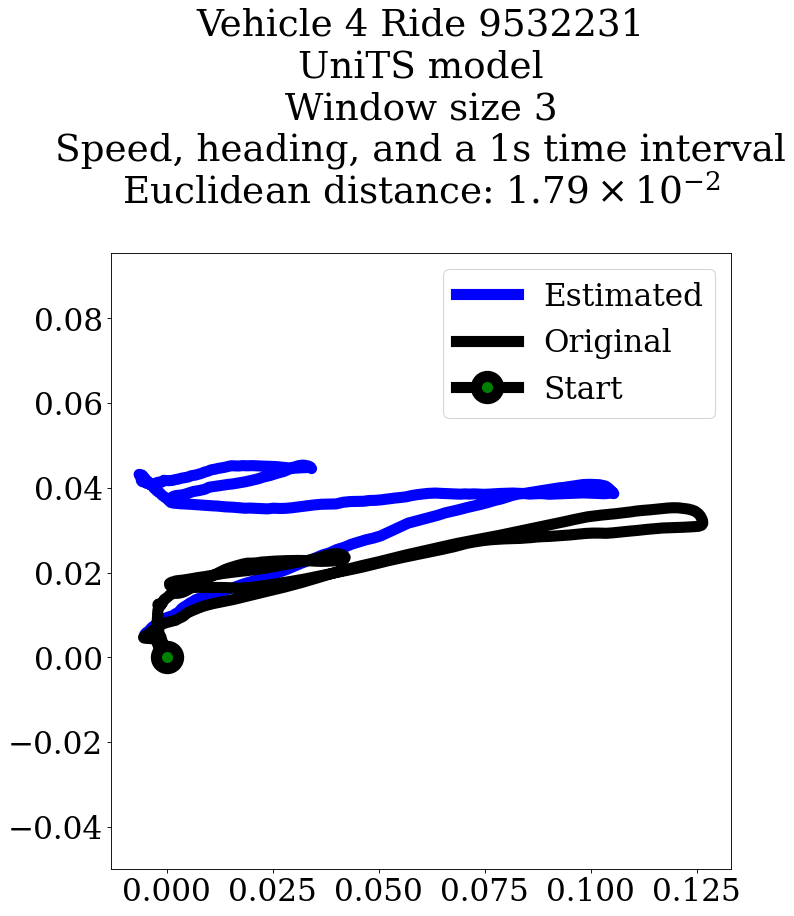 Vehicle 4 Ride 9532231
UniTS model
Window size 3
Speed, heading, and a 1s time interval
Euclidean distance: 1.79 × 10⁻²
Estimated
Original
Start
0.08
0.06
0.04
0.02
0.00
−0.02
−0.04
0.000 0.025 0.050 0.075 0.100 0.125